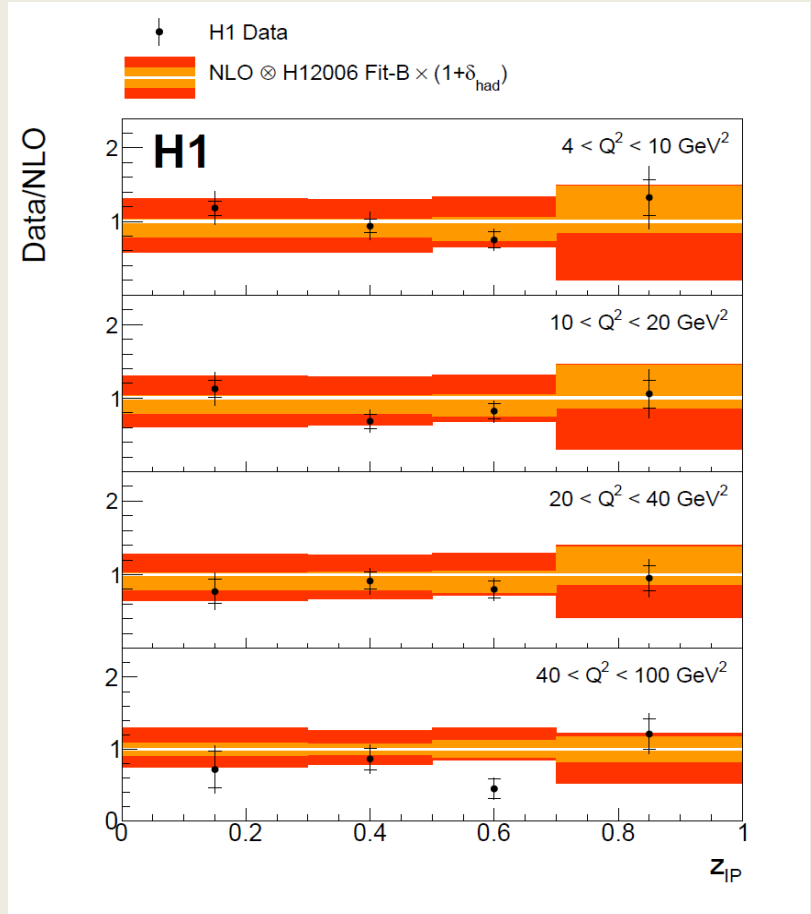 H1 Data
NLO ⊗ H12006 Fit-B × (1+δhad)
Data/NLO
H1
4 < Q² < 10 GeV²
2
1
10 < Q² < 20 GeV²
2
1
20 < Q² < 40 GeV²
2
1
40 < Q² < 100 GeV²
2
1
0
0 0.2 0.4 0.6 0.8 1
zIP